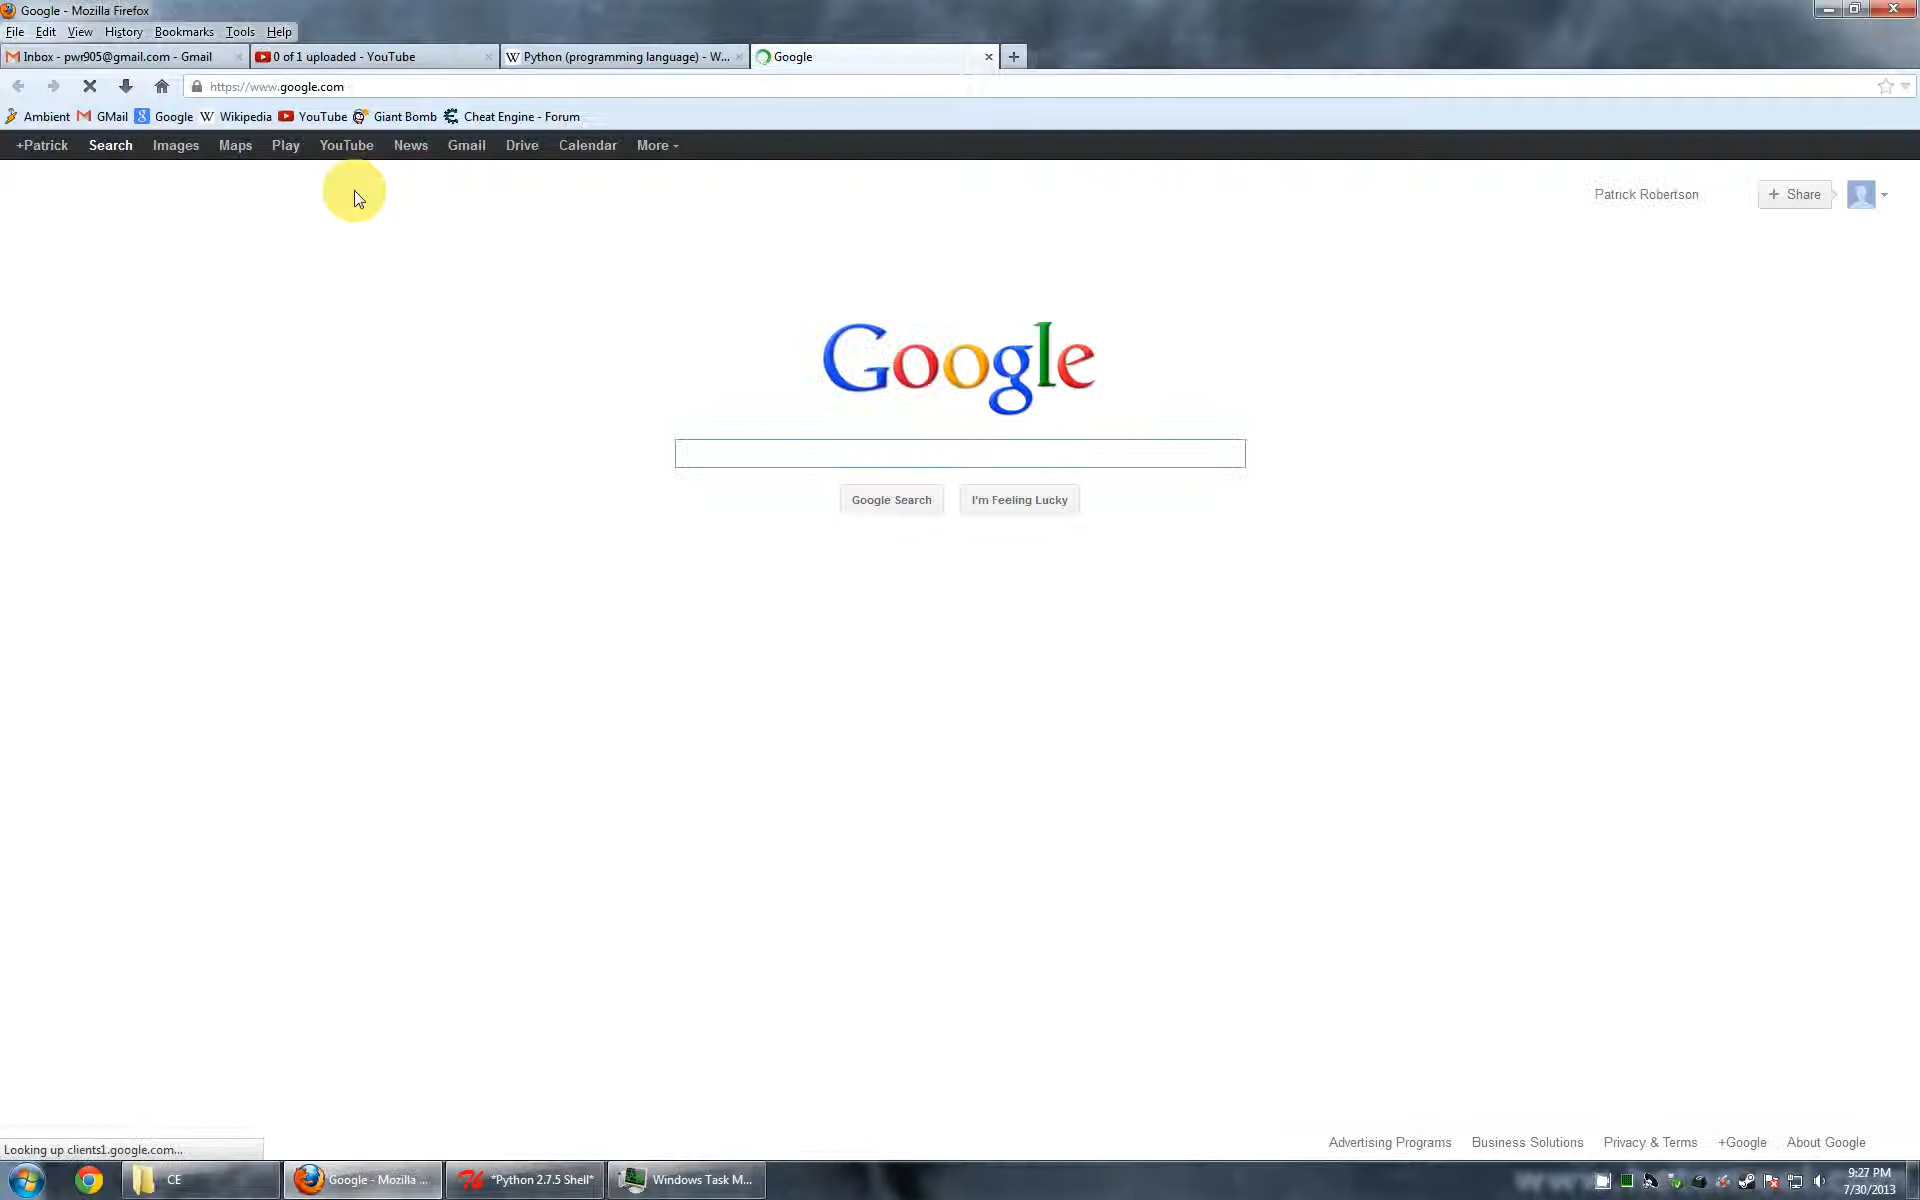 Google - Mozilla Firefox
File Edit View History Bookmarks Tools Help
Inbox - pwr905@gmail.com - Gmail
0 of 1 uploaded - YouTube
Python (programming language) - W...
Google
https://www.google.com
Ambient GMail Google Wikipedia YouTube Giant Bomb Cheat Engine - Forum
+Patrick Search Images Maps Play YouTube News Gmail Drive Calendar More
Patrick Robertson
+ Share
Google
Google Search
I'm Feeling Lucky
Looking up clients1.google.com...
Advertising Programs Business Solutions Privacy & Terms +Google About Google
CE
Google - Mozilla ...
*Python 2.7.5 Shell*
Windows Task M...
9:27 PM
7/30/2013